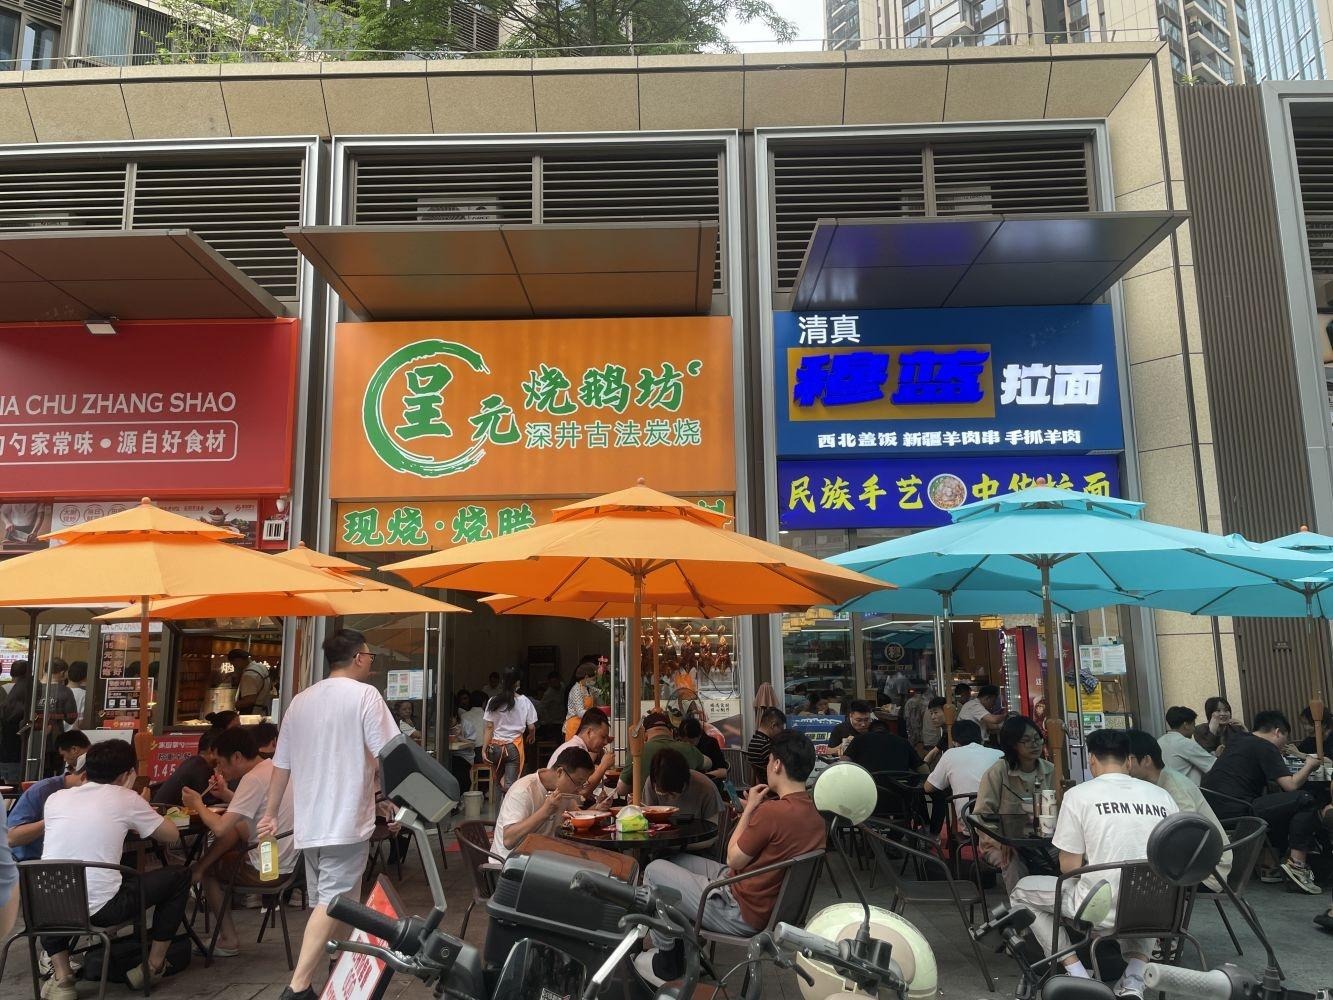 NA CHU ZHANG SHAO
勺家常味●源自好食材
呈元烧鹅坊
深井古法炭烧
现烧·烧腊
清真
穆蓝拉面
西北盖饭 新疆羊肉串 手抓羊肉
民族手艺 中华拉面
TERM WANG
1.45